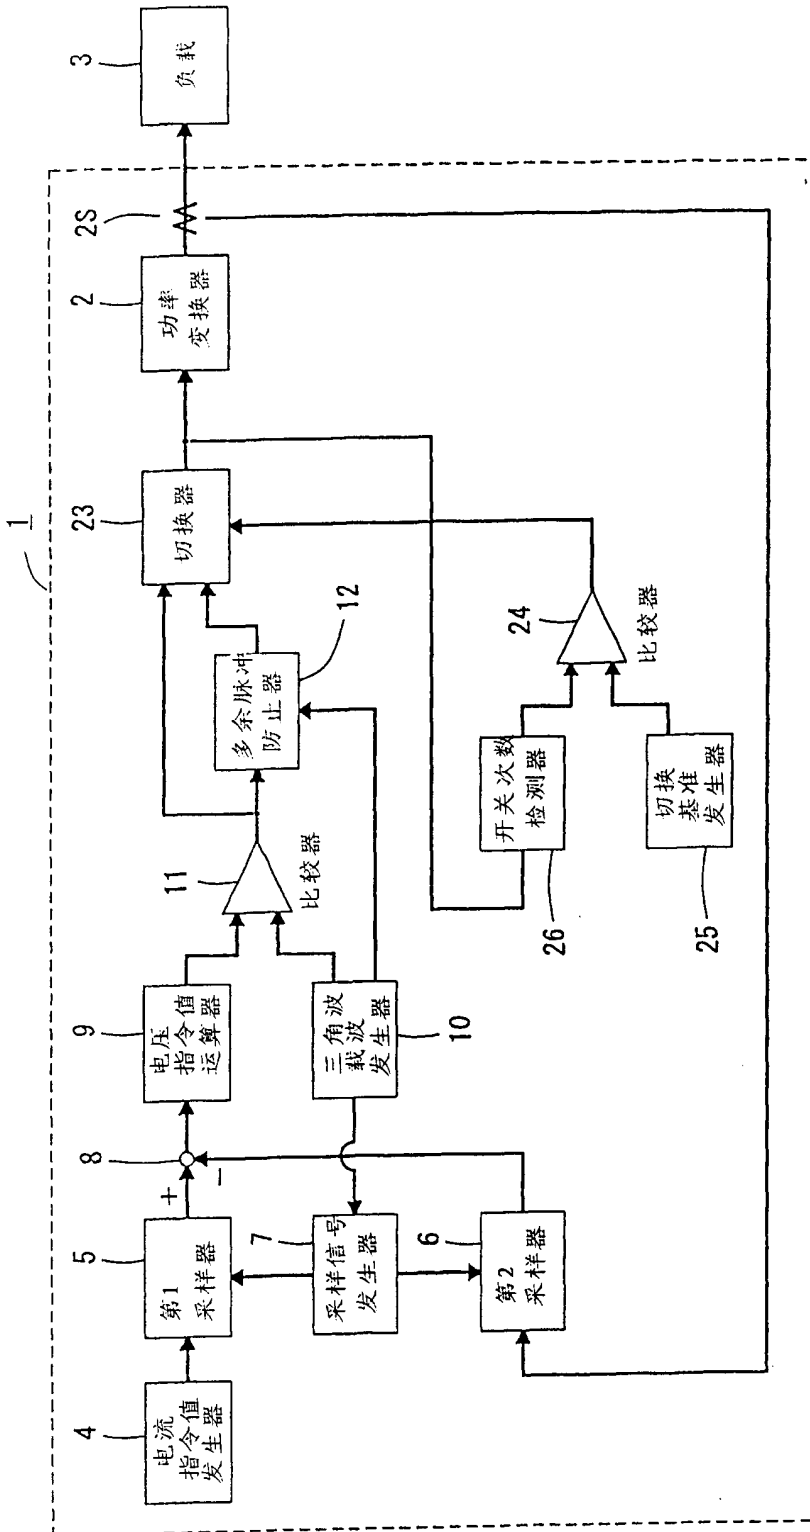 1
4
电流
指令值
发生器
5
第1
采样器
+
−
8
9
电压
指令值
运算器
11
比较器
多余脉冲
防止器
12
23
切换器
2
功率
变换器
2S
3
负载
7
采样信号
发生器
三角波
载波
发生器
10
6
第2
采样器
开关次数
检测器
26
切换
基准
发生器
25
24
比较器